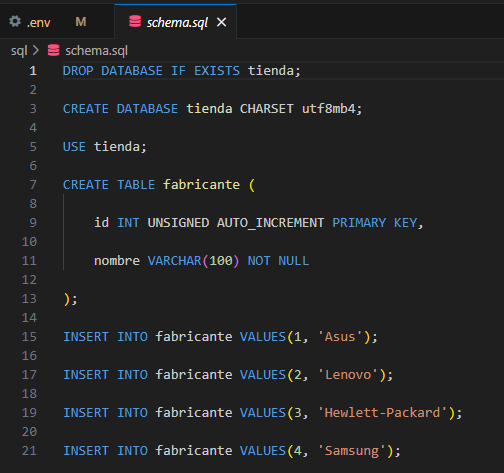 .env M schema.sql
sql > schema.sql
1 DROP DATABASE IF EXISTS tienda;
2
3 CREATE DATABASE tienda CHARSET utf8mb4;
4
5 USE tienda;
6
7 CREATE TABLE fabricante (
8
9 id INT UNSIGNED AUTO_INCREMENT PRIMARY KEY,
10
11 nombre VARCHAR(100) NOT NULL
12
13 );
14
15 INSERT INTO fabricante VALUES(1, 'Asus');
16
17 INSERT INTO fabricante VALUES(2, 'Lenovo');
18
19 INSERT INTO fabricante VALUES(3, 'Hewlett-Packard');
20
21 INSERT INTO fabricante VALUES(4, 'Samsung');